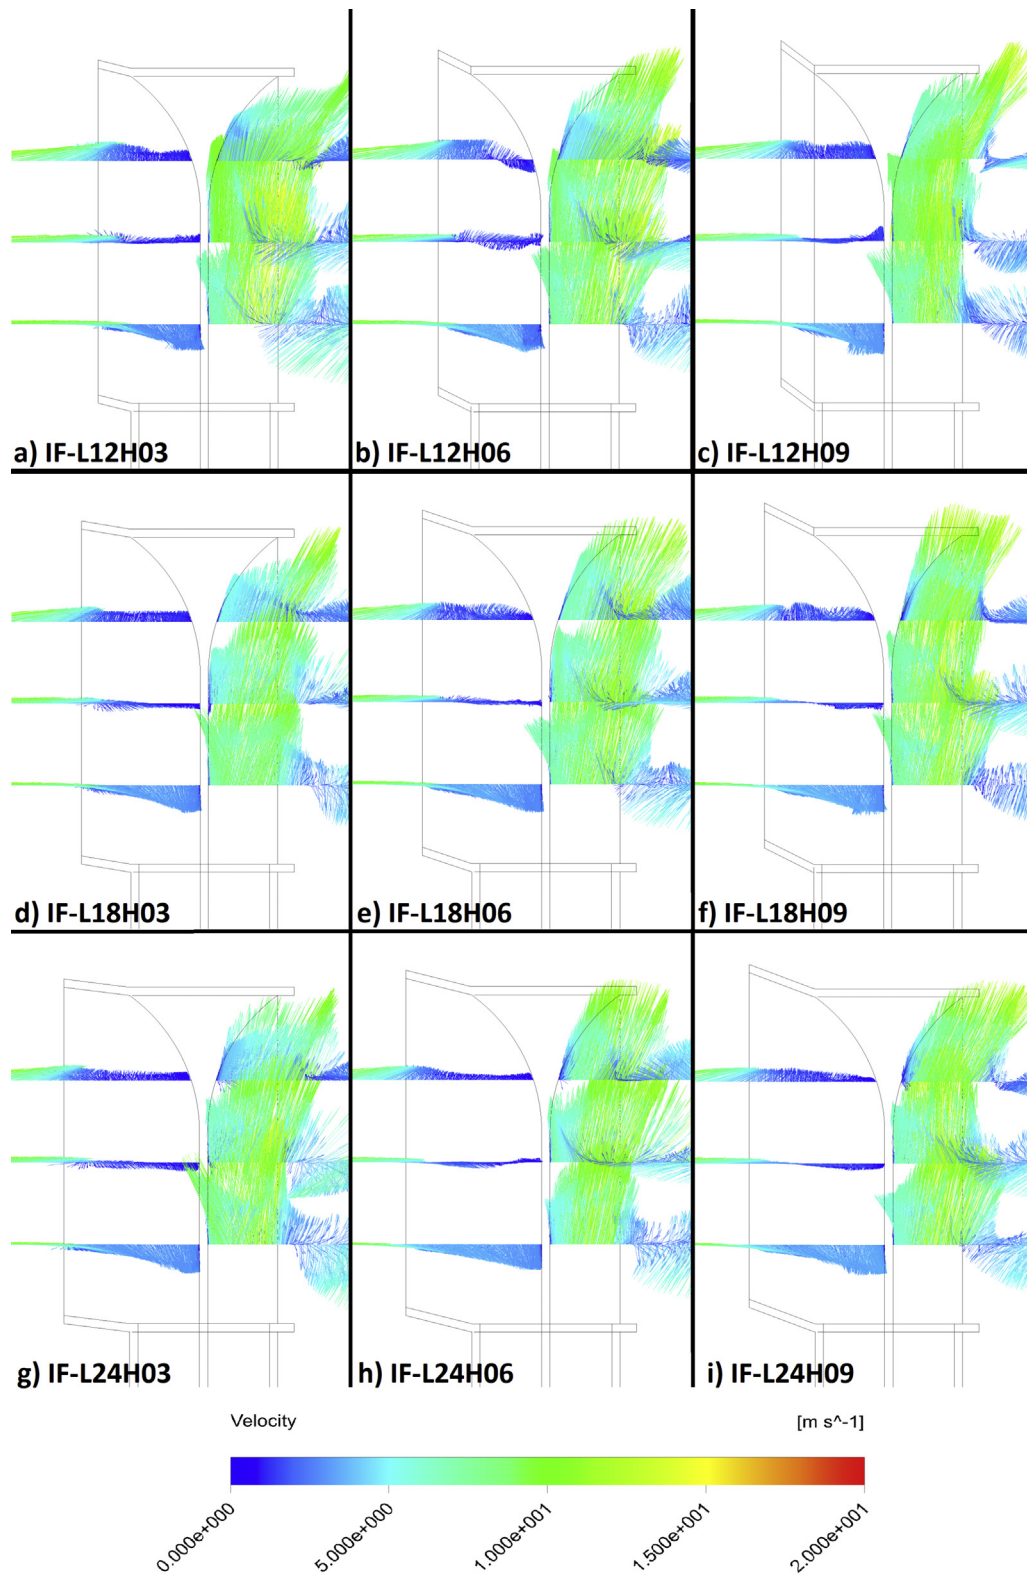 a) IF-L12H03
b) IF-L12H06
c) IF-L12H09
d) IF-L18H03
e) IF-L18H06
f) IF-L18H09
g) IF-L24H03
h) IF-L24H06
i) IF-L24H09
Velocity [m s^-1]
0.000e+000
5.000e+000
1.000e+001
1.500e+001
2.000e+001